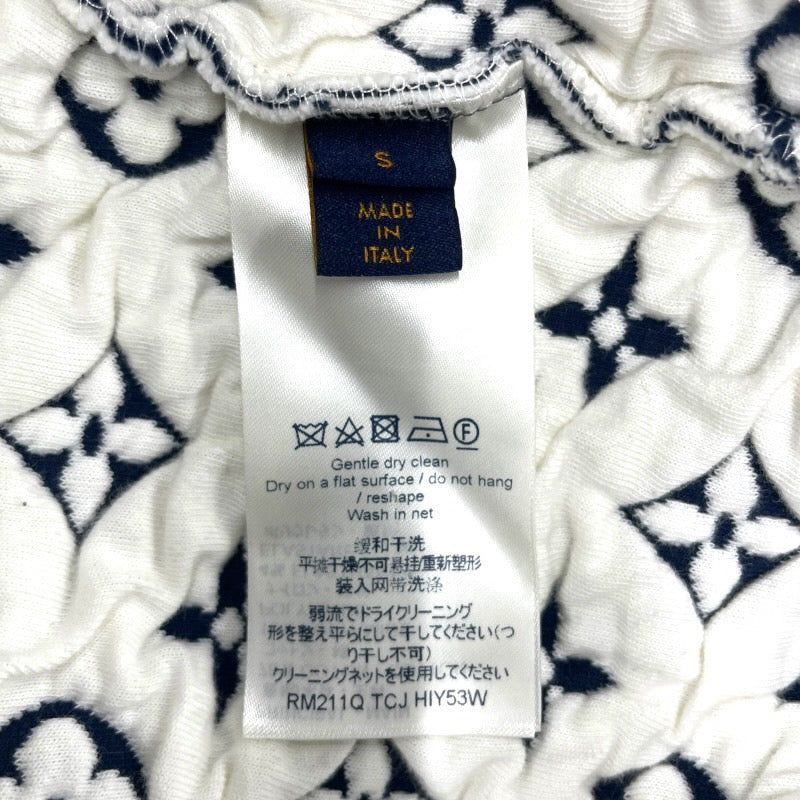 S
MADE
IN
ITALY
F
Gentle dry clean
Dry on a flat surface / do not hang
/ reshape
Wash in net
缓和干洗
平摊干燥不可悬挂/重新塑形
装入网带洗涤
弱流でドライクリーニング
形を整え平らにして干してください(つ
り干し不可)
クリーニングネットを使用してください
RM211Q TCJ HIY53W